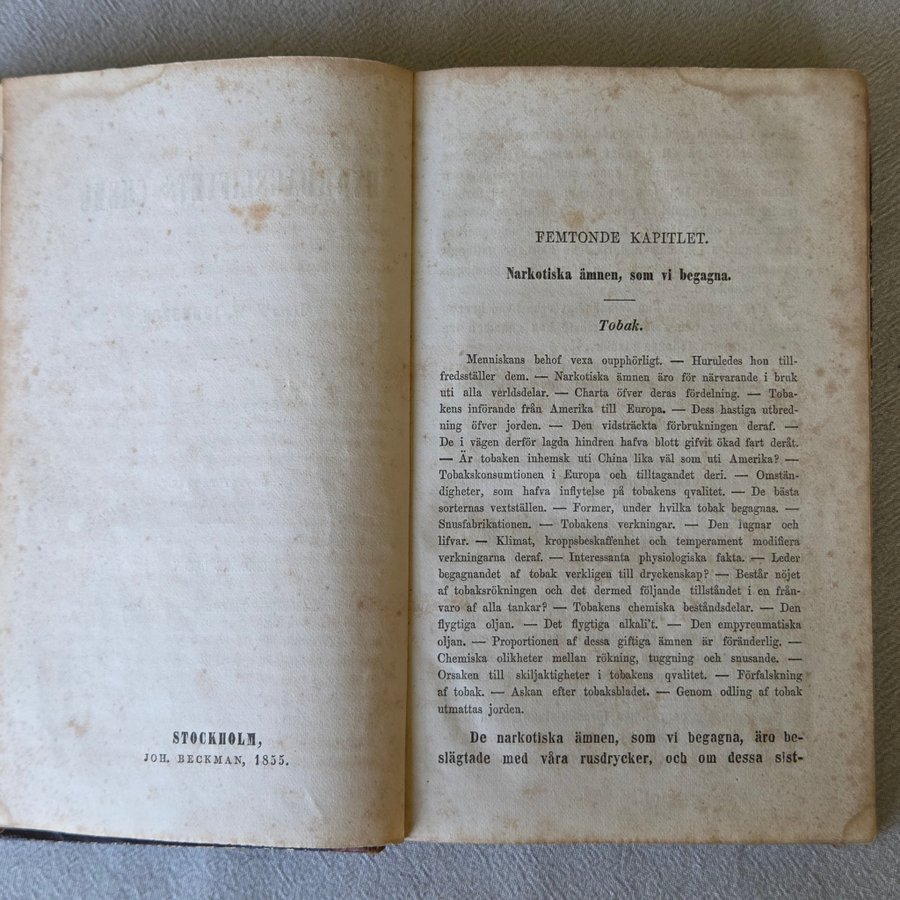 STOCKHOLM,
JOH. BECKMAN, 1855.
FEMTONDE KAPITLET.
Narkotiska ämnen, som vi begagna.
Tobak.
Menniskans behof vexa oupphörligt. — Huruledes hon till-
fredsställer dem. — Narkotiska ämnen äro för närvarande i bruk
uti alla verldsdelar. — Charta öfver deras fördelning. — Toba-
kens införande från Amerika till Europa. — Dess hastiga utbred-
ning öfver jorden. — Den vidsträckta förbrukningen deraf. —
De i vägen derför lagda hindren hafva blott gifvit ökad fart deråt.
— Är tobaken inhemsk uti China lika väl som uti Amerika? —
Tobakskonsumtionen i Europa och tilltagandet deri. — Omstän-
digheter, som hafva inflytelse på tobakens qvalitet. — De bästa
sorternas vextställen. — Former, under hvilka tobak begagnas. —
Snusfabrikationen. — Tobakens verkningar. — Den lugnar och
lifvar. — Klimat, kroppsbeskaffenhet och temperament modifiera
verkningarna deraf. — Interessanta physiologiska fakta. — Leder
begagnandet af tobak verkligen till dryckenskap? — Består nöjet
af tobaksrökningen och det dermed följande tillståndet i en från-
varo af alla tankar? — Tobakens chemiska beståndsdelar. — Den
flygtiga oljan. — Det flygtiga alkali't. — Den empyreumatiska
oljan. — Proportionen af dessa giftiga ämnen är föränderlig. —
Chemiska olikheter mellan rökning, tuggning och snusande. —
Orsaken till skiljaktigheter i tobakens qvalitet. — Förfalskning
af tobak. — Askan efter tobaksbladet. — Genom odling af tobak
utmattas jorden.
De narkotiska ämnen, som vi begagna, äro be-
slägtade med våra rusdrycker, och om dessa sist-